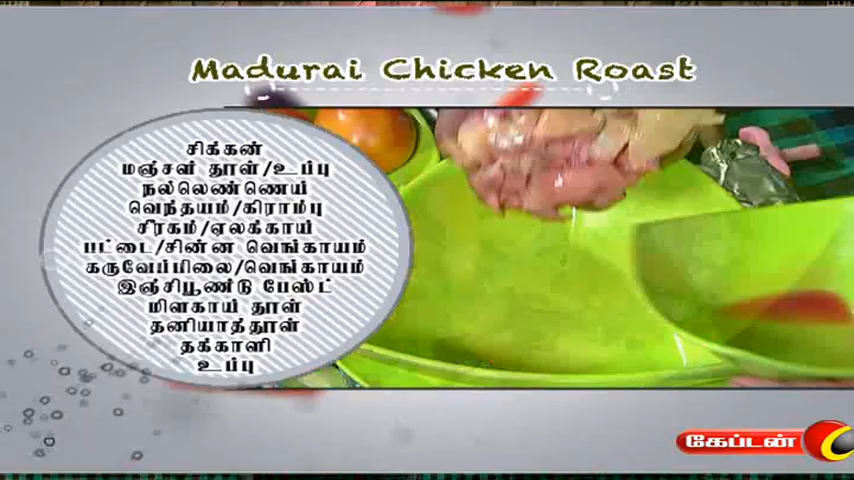 Madurai Chicken Roast
சிக்கன்
மஞ்சள் தூள்/உப்பு
நல்லெண்ணெய்
வெந்தயம்/கிராம்பு
சீரகம்/ஏலக்காய்
பட்டை/சின்ன வெங்காயம்
கருவேப்பிலை/வெங்காயம்
இஞ்சிபூண்டு பேஸ்ட்
மிளகாய் தூள்
தனியாத்தூள்
தக்காளி
உப்பு
கேப்டன்